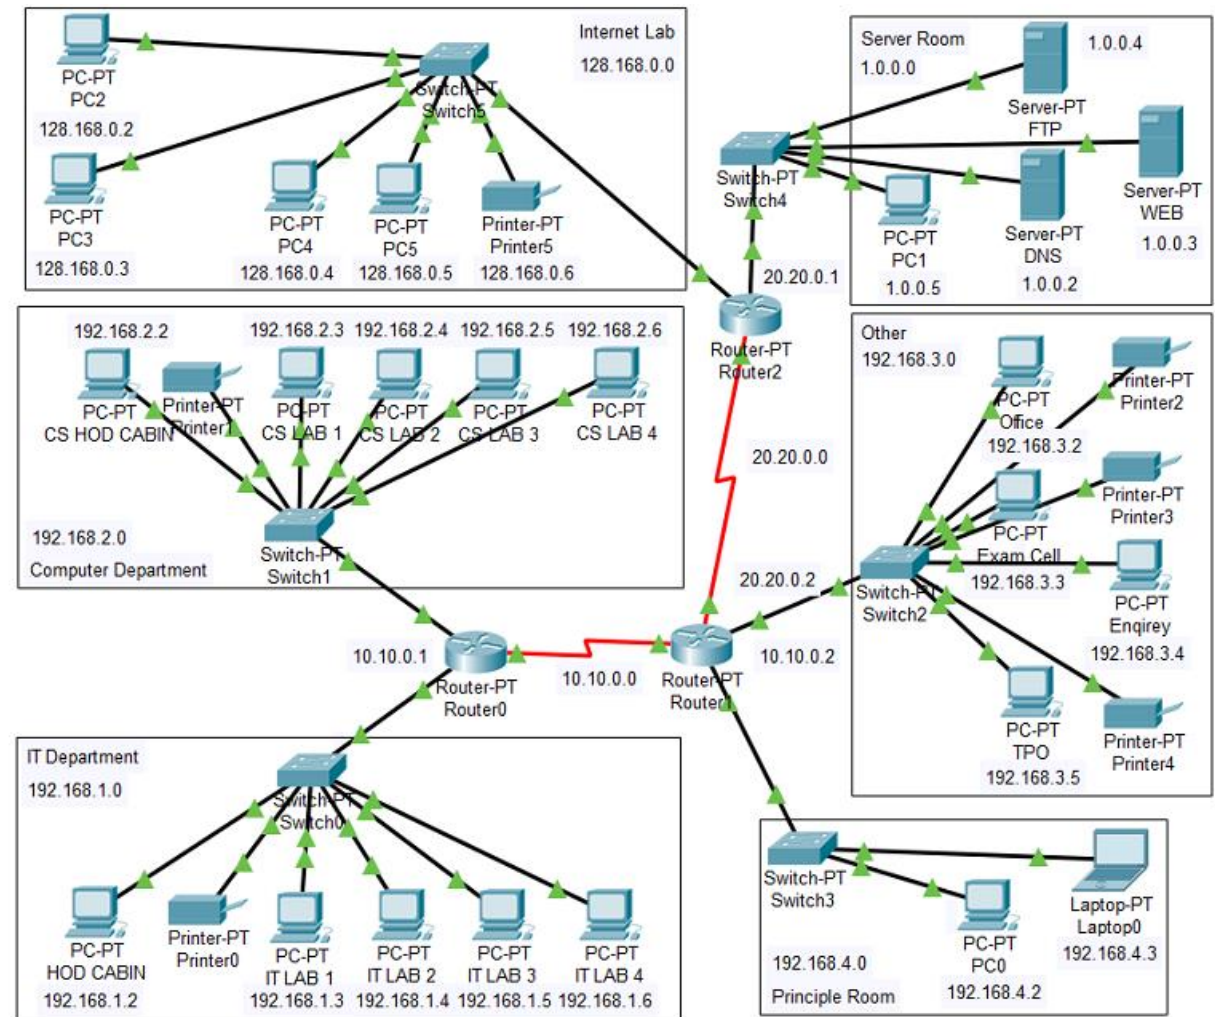 Internet Lab
128.168.0.0
PC-PT
PC2
128.168.0.2
Switch-PT
Switch5
PC-PT
PC3
128.168.0.3
PC-PT
PC4
128.168.0.4
PC-PT
PC5
128.168.0.5
Printer-PT
Printer5
128.168.0.6
Server Room
1.0.0.0
1.0.0.4
Server-PT
FTP
Switch-PT
Switch4
Server-PT
WEB
1.0.0.3
PC-PT
PC1
1.0.0.5
Server-PT
DNS
1.0.0.2
20.20.0.1
Router-PT
Router2
192.168.2.2
192.168.2.3
192.168.2.4
192.168.2.5
192.168.2.6
PC-PT
CS HOD CABIN
Printer-PT
Printer1
PC-PT
CS LAB 1
PC-PT
CS LAB 2
PC-PT
CS LAB 3
PC-PT
CS LAB 4
192.168.2.0
Computer Department
Switch-PT
Switch1
Other
192.168.3.0
PC-PT
Office
192.168.3.2
Printer-PT
Printer2
Printer-PT
Printer3
PC-PT
Exam Cell
192.168.3.3
Switch-PT
Switch2
PC-PT
Enqirey
192.168.3.4
PC-PT
TPO
192.168.3.5
Printer-PT
Printer4
20.20.0.0
20.20.0.2
10.10.0.1
Router-PT
Router0
10.10.0.0
Router-PT
Router1
10.10.0.2
IT Department
192.168.1.0
Switch-PT
Switch0
PC-PT
HOD CABIN
192.168.1.2
Printer-PT
Printer0
PC-PT
IT LAB 1
192.168.1.3
PC-PT
IT LAB 2
192.168.1.4
PC-PT
IT LAB 3
192.168.1.5
PC-PT
IT LAB 4
192.168.1.6
Switch-PT
Switch3
PC-PT
PC0
192.168.4.2
Laptop-PT
Laptop0
192.168.4.3
192.168.4.0
Principle Room